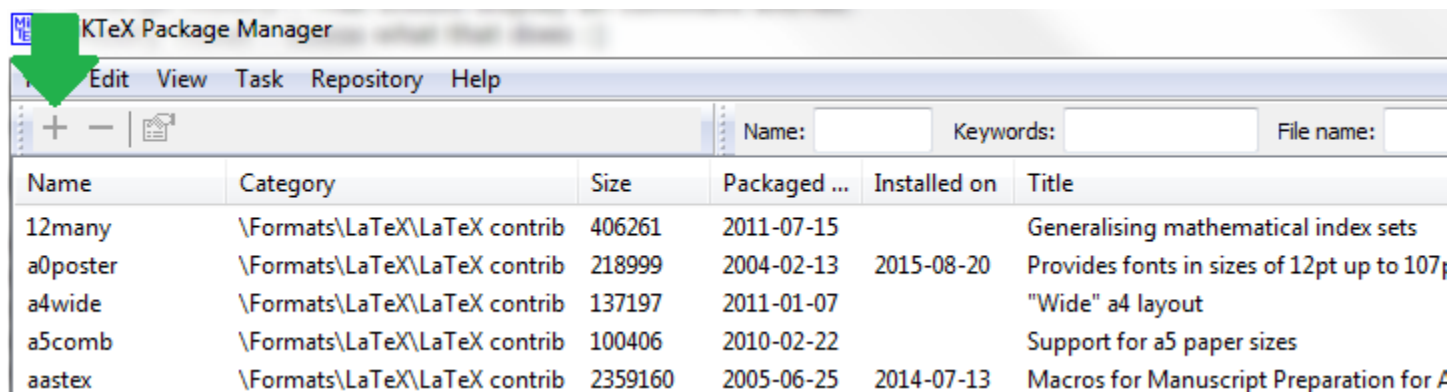 KTeX Package Manager
Edit View Task Repository Help
Name: Keywords: File name:
Name Category Size Packaged ... Installed on Title
12many \Formats\LaTeX\LaTeX contrib 406261 2011-07-15 Generalising mathematical index sets
a0poster \Formats\LaTeX\LaTeX contrib 218999 2004-02-13 2015-08-20 Provides fonts in sizes of 12pt up to 107p
a4wide \Formats\LaTeX\LaTeX contrib 137197 2011-01-07 "Wide" a4 layout
a5comb \Formats\LaTeX\LaTeX contrib 100406 2010-02-22 Support for a5 paper sizes
aastex \Formats\LaTeX\LaTeX contrib 2359160 2005-06-25 2014-07-13 Macros for Manuscript Preparation for A